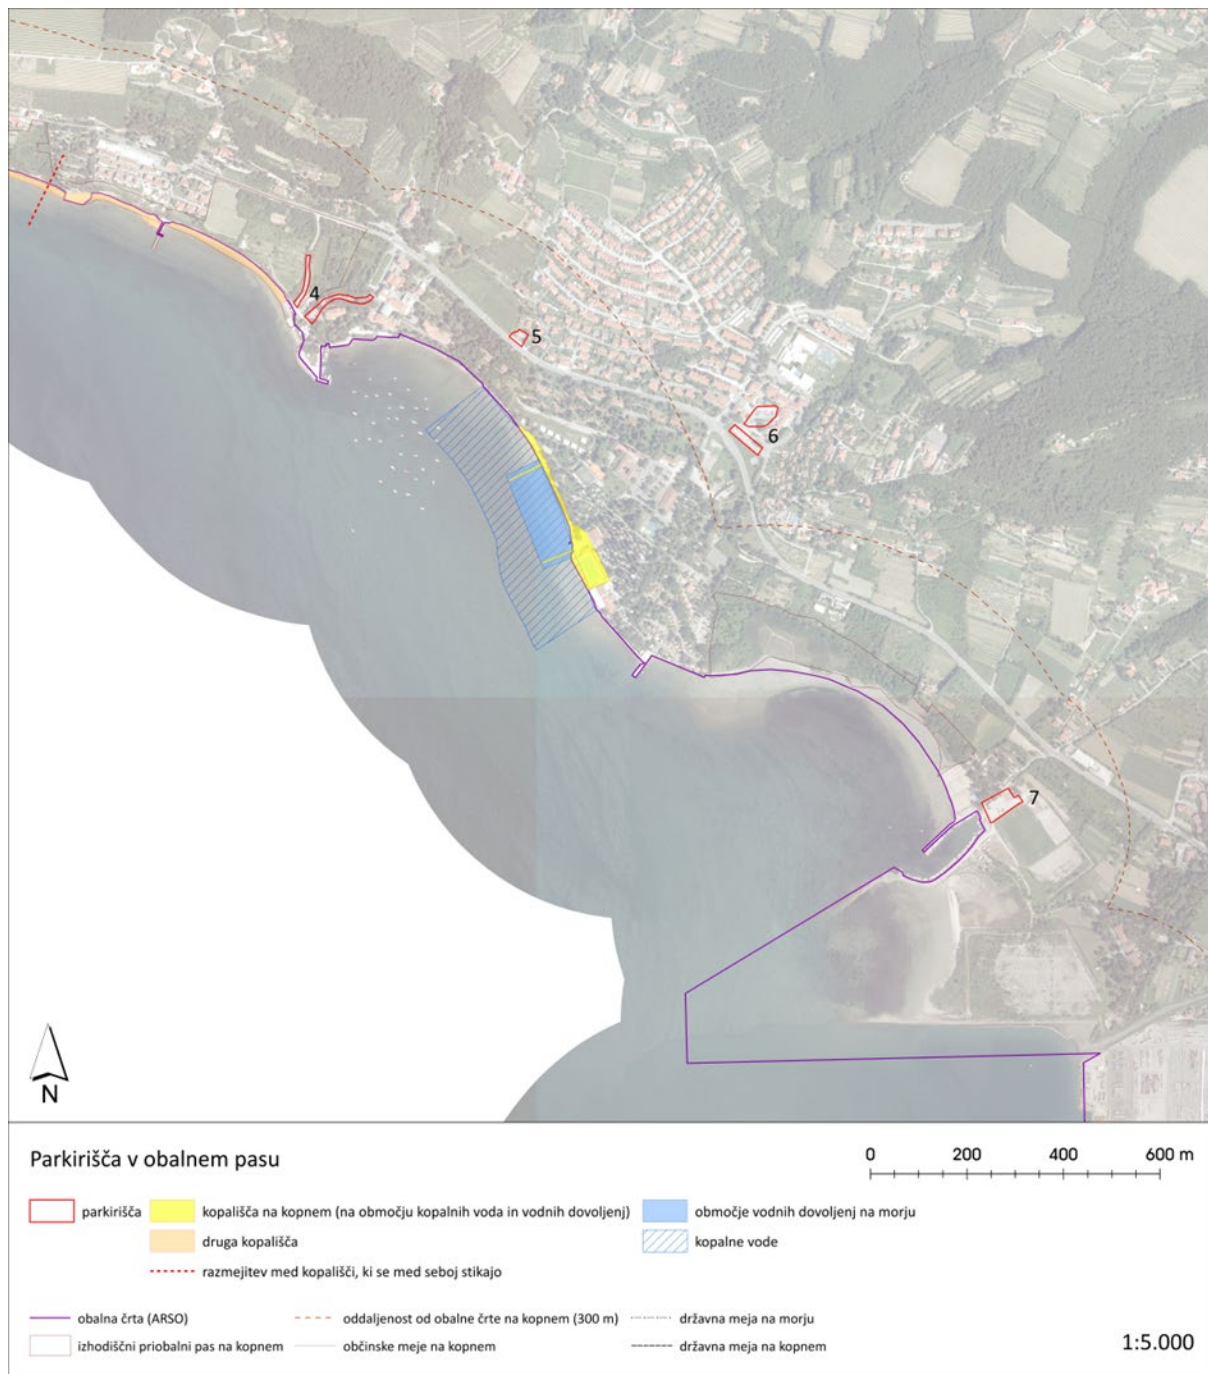 4
5
6
7
N
Parkirišča v obalnem pasu
0 200 400 600 m
parkirišča
kopališča na kopnem (na območju kopalnih voda in vodnih dovoljenj)
območje vodnih dovoljenj na morju
druga kopališča
kopalne vode
razmejitev med kopališči, ki se med seboj stikajo
obalna črta (ARSO)
oddaljenost od obalne črte na kopnem (300 m)
državna meja na morju
izhodiščni priobalni pas na kopnem
občinske meje na kopnem
državna meja na kopnem
1:5.000